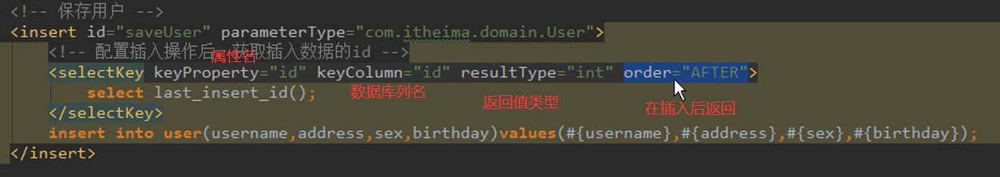 <!-- 保存用户 -->
<insert id="saveUser" parameterType="com.itheima.domain.User">
<!-- 配置插入操作后，获取插入数据的id -->
属性名
<selectKey keyProperty="id" keyColumn="id" resultType="int" order="AFTER">
select last_insert_id();
数据库列名
返回值类型
在插入后返回
</selectKey>
insert into user(username,address,sex,birthday)values(#{username},#{address},#{sex},#{birthday});
</insert>